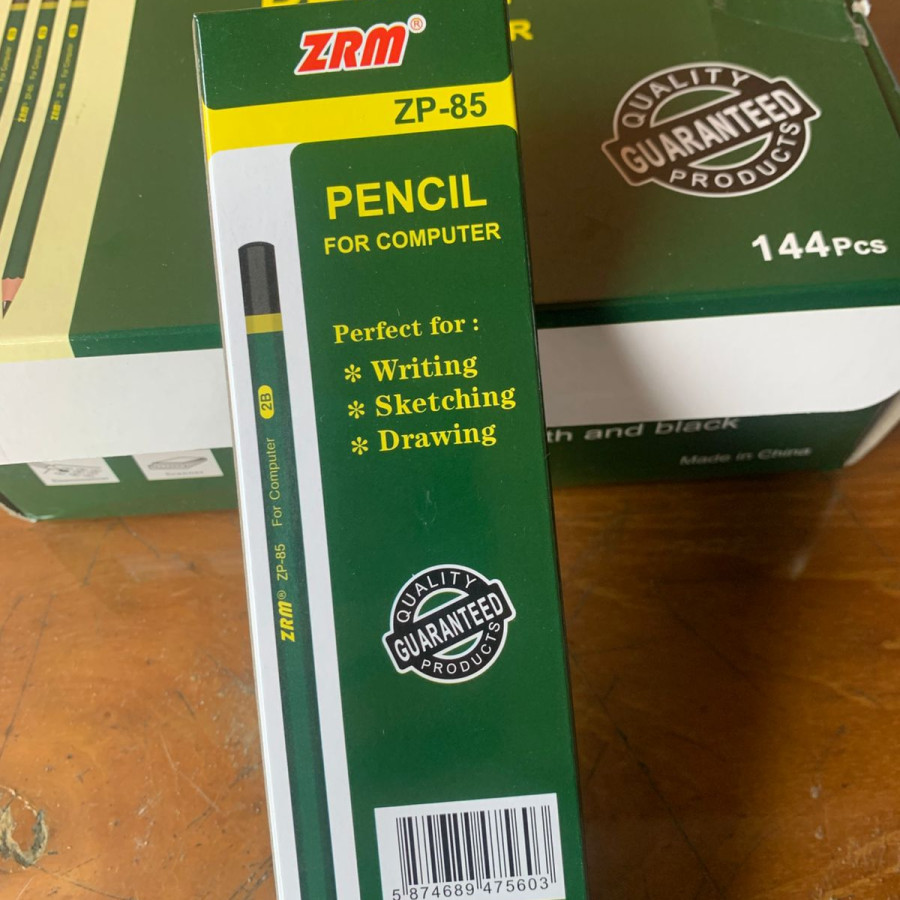 ZRM®
ZP-85
PENCIL
FOR COMPUTER
Perfect for :
* Writing
* Sketching
* Drawing
2B
For Computer
ZRM® ZP-85
QUALITY
GUARANTEED
PRODUCTS
5 874689 475603
QUALITY
GUARANTEED
PRODUCTS
144Pcs
and black
Made in China